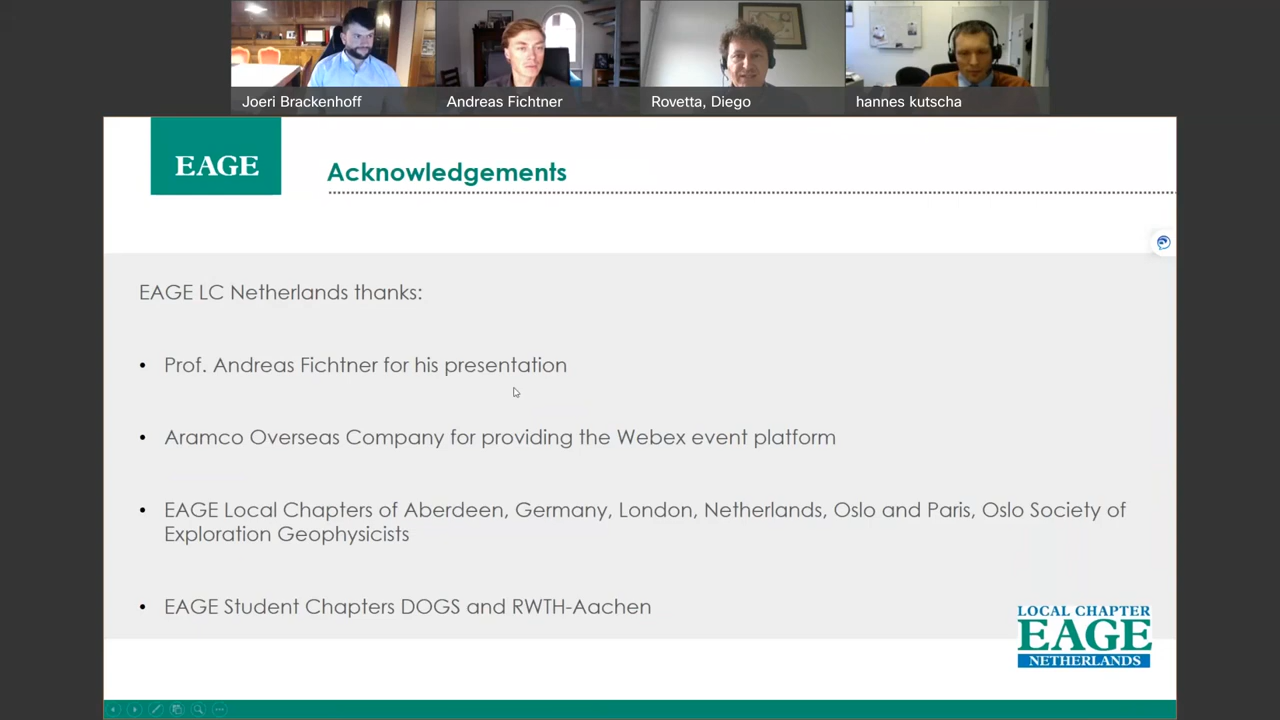 Joeri Brackenhoff
Andreas Fichtner
Rovetta, Diego
hannes kutscha
EAGE
Acknowledgements
EAGE LC Netherlands thanks:
• Prof. Andreas Fichtner for his presentation
• Aramco Overseas Company for providing the Webex event platform
• EAGE Local Chapters of Aberdeen, Germany, London, Netherlands, Oslo and Paris, Oslo Society of
Exploration Geophysicists
• EAGE Student Chapters DOGS and RWTH-Aachen
LOCAL CHAPTER
EAGE
NETHERLANDS